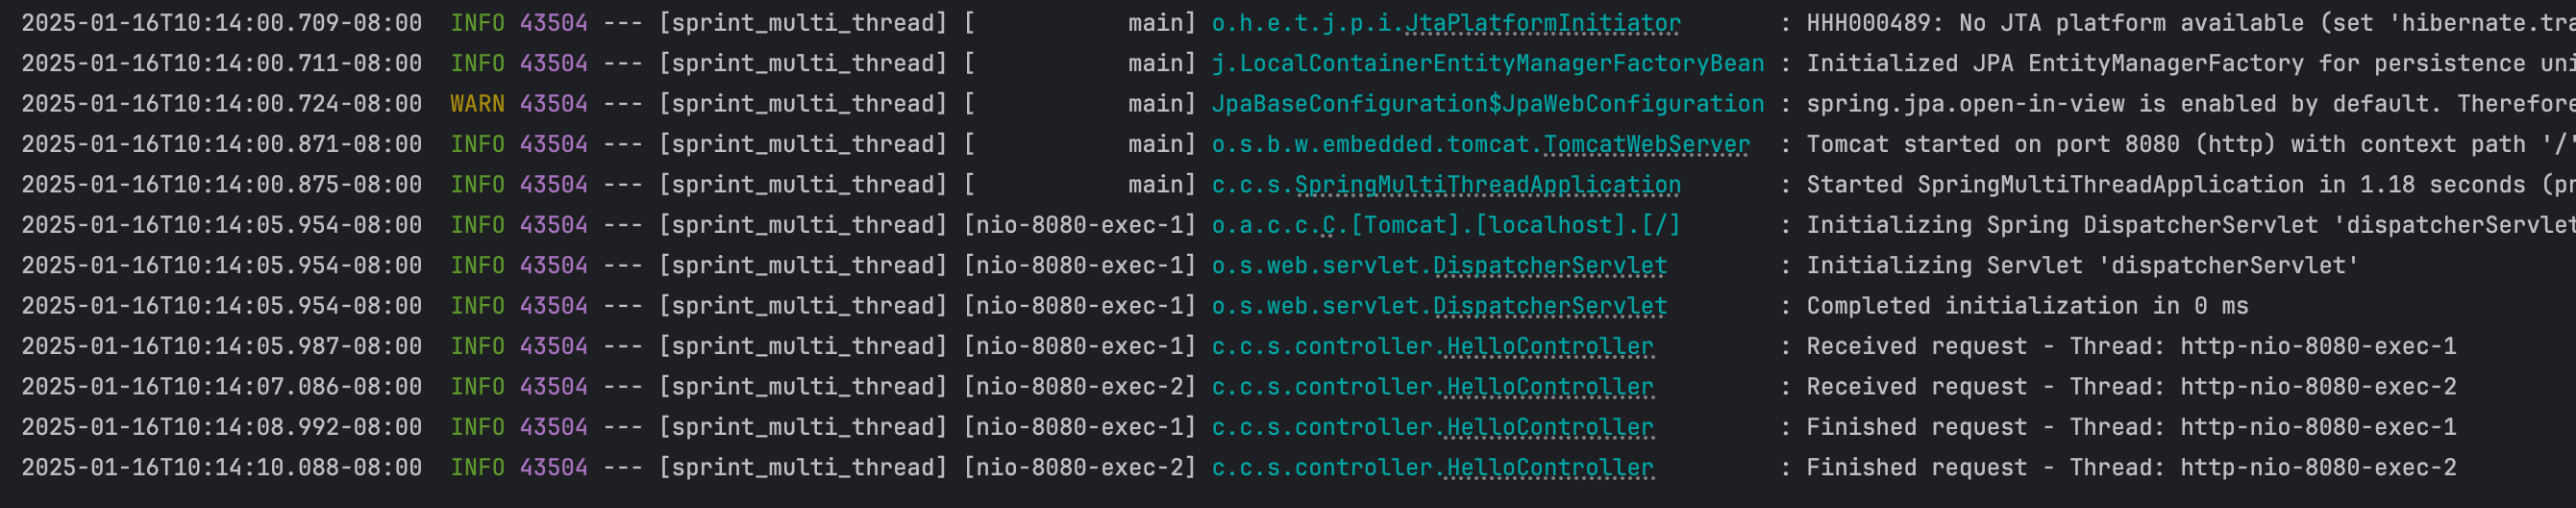 2025-01-16T10:14:00.709-08:00  INFO 43504 --- [sprint_multi_thread] [           main] o.h.e.t.j.p.i.JtaPlatformInitiator       : HHH000489: No JTA platform available (set
2025-01-16T10:14:00.711-08:00  INFO 43504 --- [sprint_multi_thread] [           main] j.LocalContainerEntityManagerFactoryBean : Initialized JPA EntityManagerFactory for persistence
2025-01-16T10:14:00.724-08:00  WARN 43504 --- [sprint_multi_thread] [           main] JpaBaseConfiguration$JpaWebConfiguration : spring.jpa.open-in-view is enabled by default. Therefore
2025-01-16T10:14:00.871-08:00  INFO 43504 --- [sprint_multi_thread] [           main] o.s.b.w.embedded.tomcat.TomcatWebServer  : Tomcat started on port 8080 (http) with context path '/'
2025-01-16T10:14:00.875-08:00  INFO 43504 --- [sprint_multi_thread] [           main] c.c.s.SpringMultiThreadApplication       : Started SpringMultiThreadApplication in 1.18 seconds
2025-01-16T10:14:05.954-08:00  INFO 43504 --- [sprint_multi_thread] [nio-8080-exec-1] o.a.c.c.C.[Tomcat].[localhost].[/]       : Initializing Spring DispatcherServlet 'dispatcherServlet
2025-01-16T10:14:05.954-08:00  INFO 43504 --- [sprint_multi_thread] [nio-8080-exec-1] o.s.web.servlet.DispatcherServlet        : Initializing Servlet 'dispatcherServlet'
2025-01-16T10:14:05.954-08:00  INFO 43504 --- [sprint_multi_thread] [nio-8080-exec-1] o.s.web.servlet.DispatcherServlet        : Completed initialization in 0 ms
2025-01-16T10:14:05.987-08:00  INFO 43504 --- [sprint_multi_thread] [nio-8080-exec-1] c.c.s.controller.HelloController         : Received request - Thread: http-nio-8080-exec-1
2025-01-16T10:14:07.086-08:00  INFO 43504 --- [sprint_multi_thread] [nio-8080-exec-2] c.c.s.controller.HelloController         : Received request - Thread: http-nio-8080-exec-2
2025-01-16T10:14:08.992-08:00  INFO 43504 --- [sprint_multi_thread] [nio-8080-exec-1] c.c.s.controller.HelloController         : Finished request - Thread: http-nio-8080-exec-1
2025-01-16T10:14:10.088-08:00  INFO 43504 --- [sprint_multi_thread] [nio-8080-exec-2] c.c.s.controller.HelloController         : Finished request - Thread: http-nio-8080-exec-2